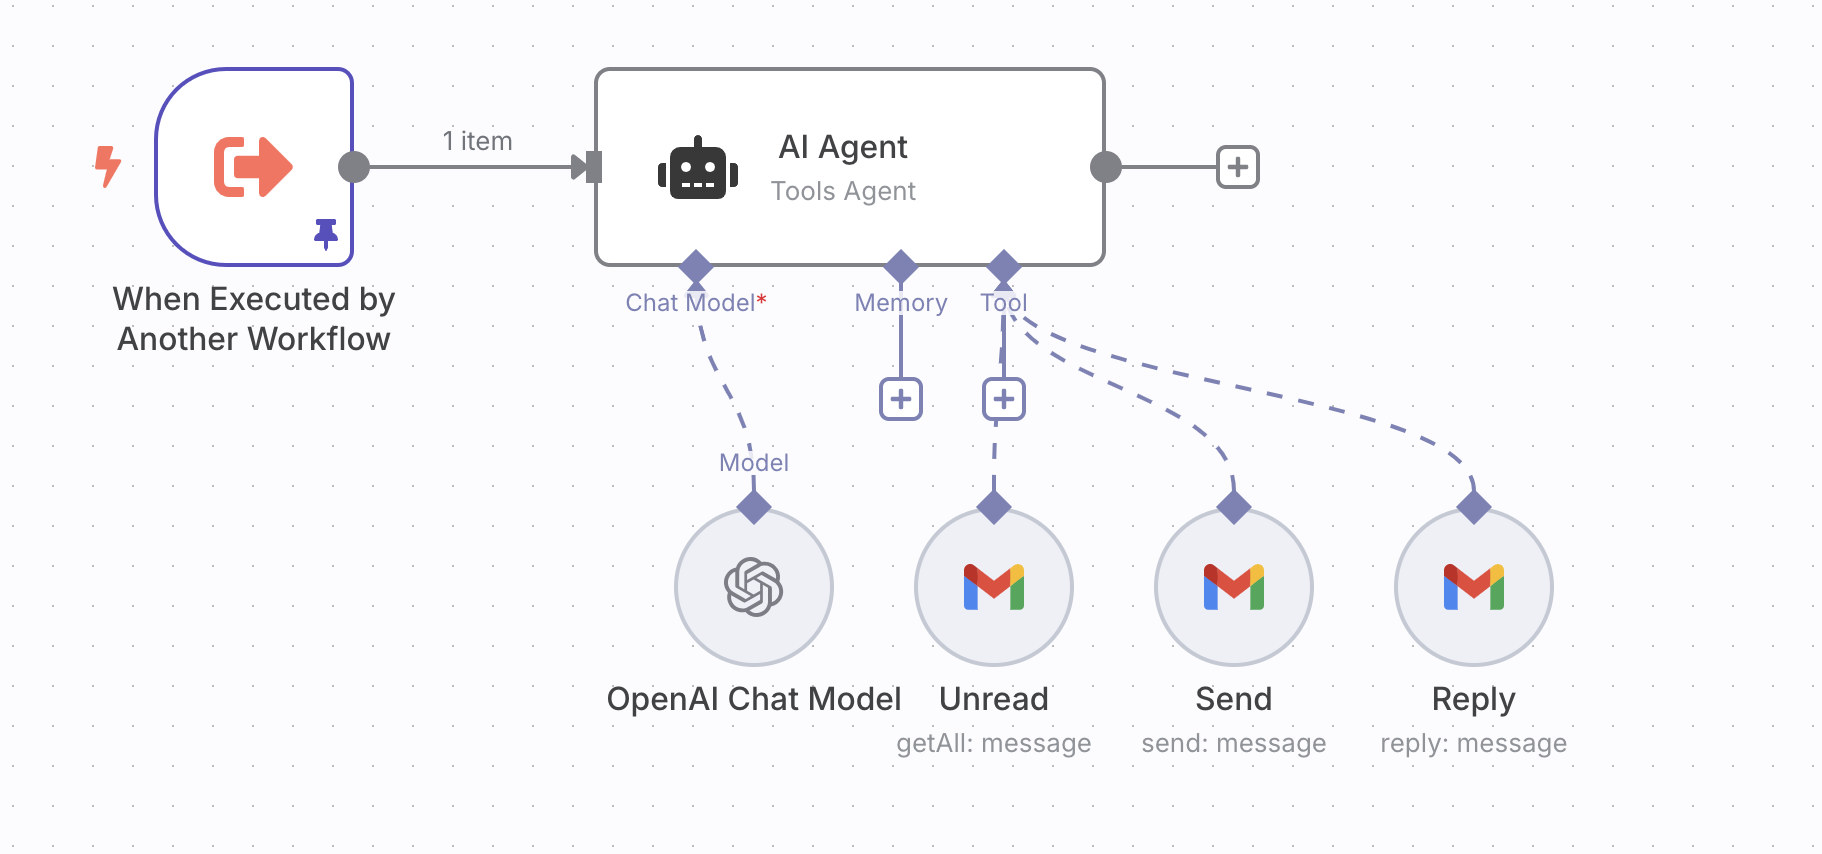 1 item
AI Agent
Tools Agent
When Executed by
Another Workflow
Chat Model*
Memory
Tool
Model
OpenAI Chat Model
Unread
getAll: message
Send
send: message
Reply
reply: message